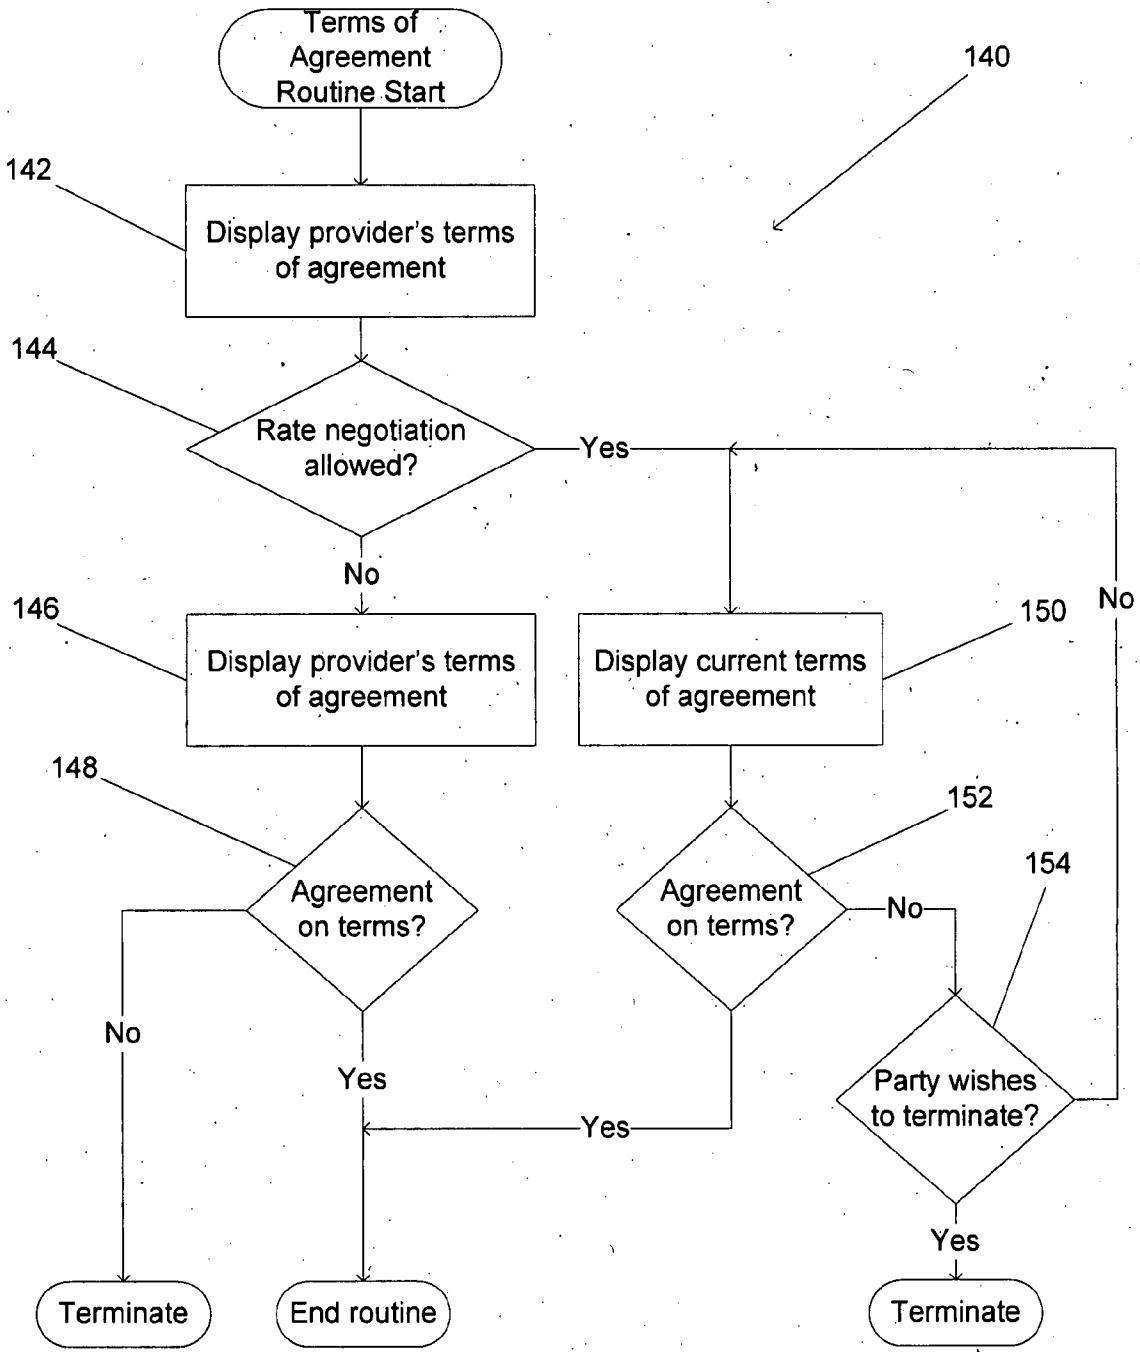 Terms of
Agreement
Routine Start
140
142
Display provider's terms
of agreement
144
Rate negotiation
allowed?
Yes
No
No
146
150
Display provider's terms
of agreement
Display current terms
of agreement
148
152
154
Agreement
on terms?
Agreement
on terms?
No
No
Yes
Party wishes
to terminate?
Yes
Yes
Terminate
End routine
Terminate